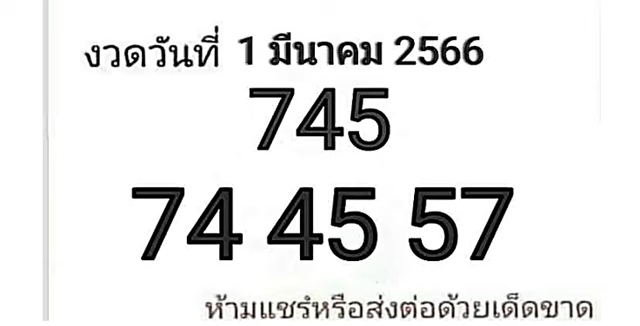 งวดวันที่ 1 มีนาคม 2566
745
74 45 57
ห้ามแชร์หรือส่งต่อด้วยเด็ดขาด